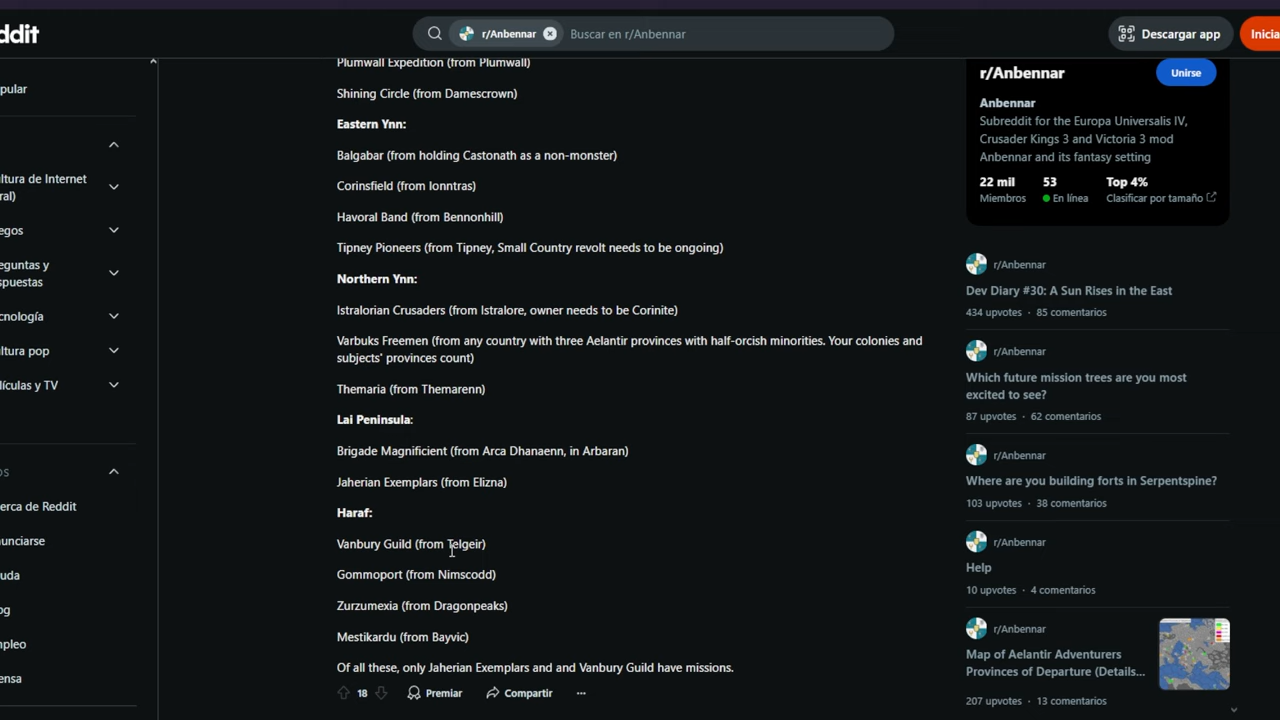 ddit
r/Anbennar
Buscar en r/Anbennar
Descargar app
Inicia
pular
ltura de Internet
ral)
egos
eguntas y
spuestas
cnología
ltura pop
lículas y TV
OS
erca de Reddit
unciarse
uda
og
mpleo
ensa
Plumwall Expedition (from Plumwall)
Shining Circle (from Damescrown)
Eastern Ynn:
Balgabar (from holding Castonath as a non-monster)
Corinsfield (from Ionntras)
Havoral Band (from Bennonhill)
Tipney Pioneers (from Tipney, Small Country revolt needs to be ongoing)
Northern Ynn:
Istralorian Crusaders (from Istralore, owner needs to be Corinite)
Varbuks Freemen (from any country with three Aelantir provinces with half-orcish minorities. Your colonies and
subjects' provinces count)
Themaria (from Themarenn)
Lai Peninsula:
Brigade Magnificient (from Arca Dhanaenn, in Arbaran)
Jaherian Exemplars (from Elizna)
Haraf:
Vanbury Guild (from Telgeir)
Gommoport (from Nimscodd)
Zurzumexia (from Dragonpeaks)
Mestikardu (from Bayvic)
Of all these, only Jaherian Exemplars and and Vanbury Guild have missions.
18
Premiar
Compartir
r/Anbennar
Unirse
Anbennar
Subreddit for the Europa Universalis IV,
Crusader Kings 3 and Victoria 3 mod
Anbennar and its fantasy setting
22 mil 53 Top 4%
Miembros En línea Clasificar por tamaño
r/Anbennar
Dev Diary #30: A Sun Rises in the East
434 upvotes · 85 comentarios
r/Anbennar
Which future mission trees are you most
excited to see?
87 upvotes · 62 comentarios
r/Anbennar
Where are you building forts in Serpentspine?
103 upvotes · 38 comentarios
r/Anbennar
Help
10 upvotes · 4 comentarios
r/Anbennar
Map of Aelantir Adventurers
Provinces of Departure (Details...
207 upvotes · 13 comentarios